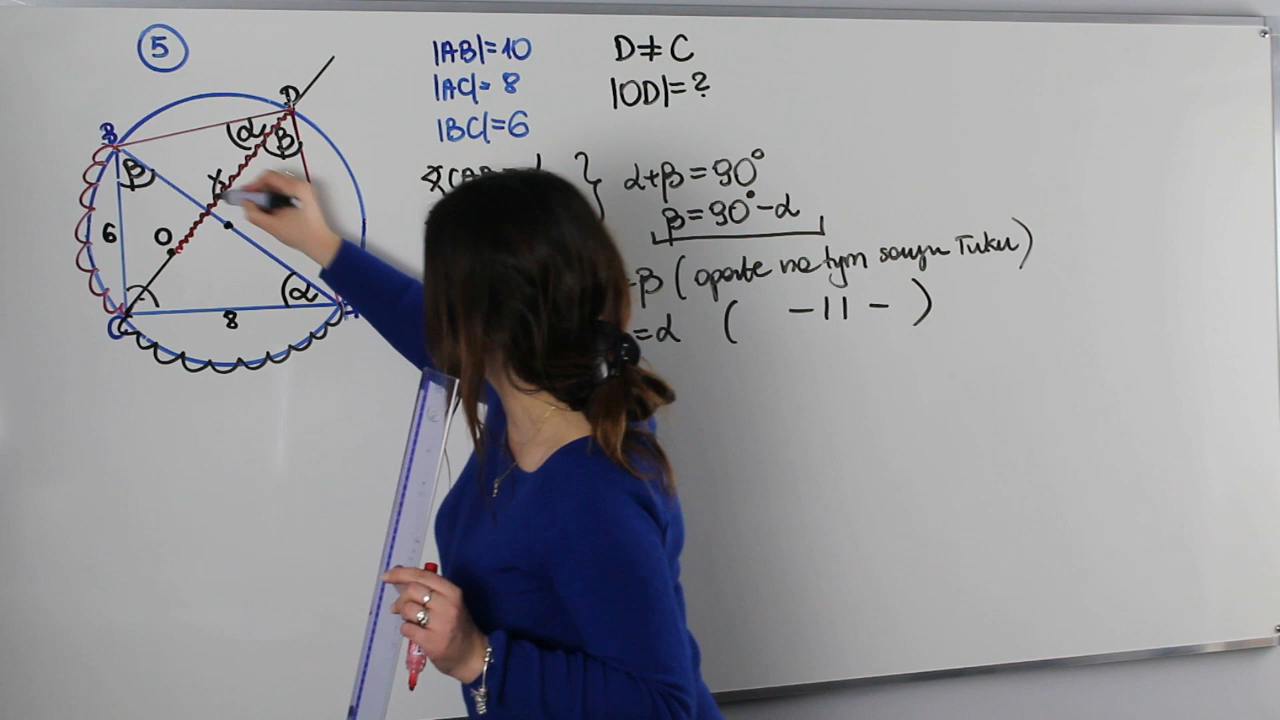 5
|AB|=10
|AC|=8
|BC|=6
D≠C
|OD|=?
α+β=90°
β=90°-α
β (oparte na tym samym łuku)
=α ( -11- )
B
D
α
β
β
X
O
6
α
C
8